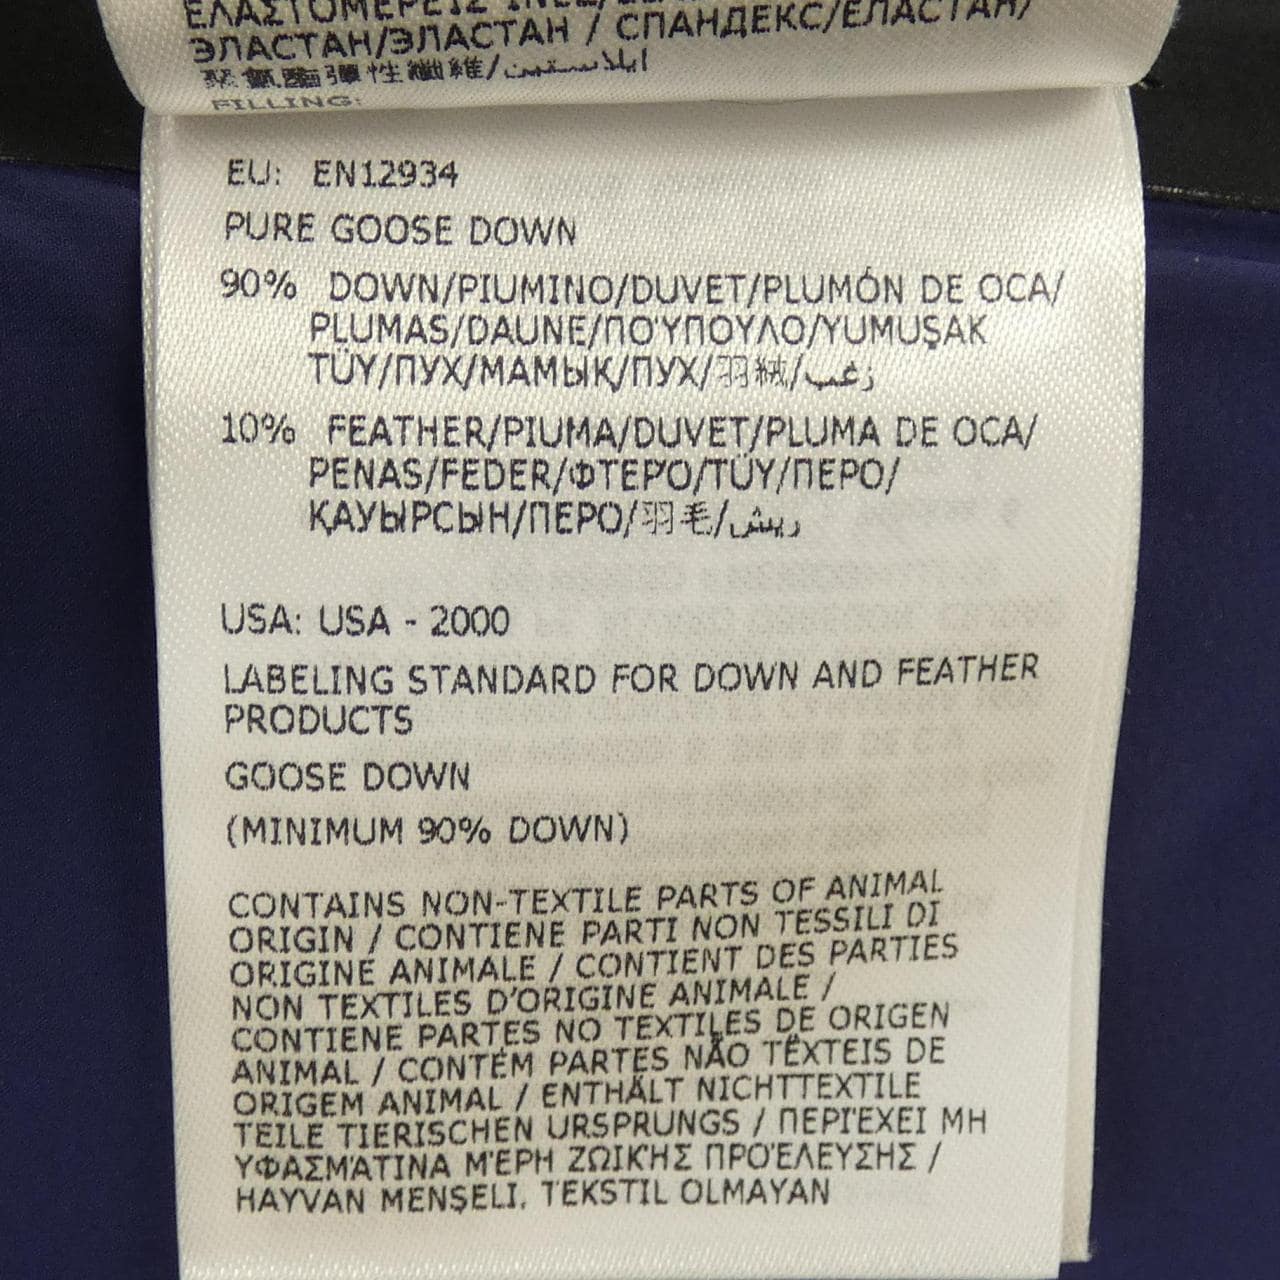 ЭЛАСТАН/ЭЛАСТАН / СПАНДЕКС/ЕЛАСТАН/
聚氨酯彈性纖維/ايلاستين
FILLING:
EU: EN12934
PURE GOOSE DOWN
90% DOWN/PIUMINO/DUVET/PLUMÓN DE OCA/
PLUMAS/DAUNE/ΠΟΎΠΟΥΛΟ/YUMUŞAK
TÜY/ПУХ/МАМЫҚ/ПУХ/羽絨/زغب
10% FEATHER/PIUMA/DUVET/PLUMA DE OCA/
PENAS/FEDER/ΦΤΕΡΌ/TÜY/ПЕРО/
ҚАУЫРСЫН/ПЕРО/羽毛/ريش
USA: USA - 2000
LABELING STANDARD FOR DOWN AND FEATHER
PRODUCTS
GOOSE DOWN
(MINIMUM 90% DOWN)
CONTAINS NON-TEXTILE PARTS OF ANIMAL
ORIGIN / CONTIENE PARTI NON TESSILI DI
ORIGINE ANIMALE / CONTIENT DES PARTIES
NON TEXTILES D'ORIGINE ANIMALE /
CONTIENE PARTES NO TEXTILES DE ORIGEN
ANIMAL / CONTÉM PARTES NÃO TÊXTEIS DE
ORIGEM ANIMAL / ENTHÄLT NICHTTEXTILE
TEILE TIERISCHEN URSPRUNGS / ΠΕΡΙΈΧΕΙ ΜΗ
ΥΦΑΣΜΆΤΙΝΑ ΜΈΡΗ ΖΩΙΚΉΣ ΠΡΟΈΛΕΥΣΗΣ /
HAYVAN MENŞELI, TEKSTIL OLMAYAN